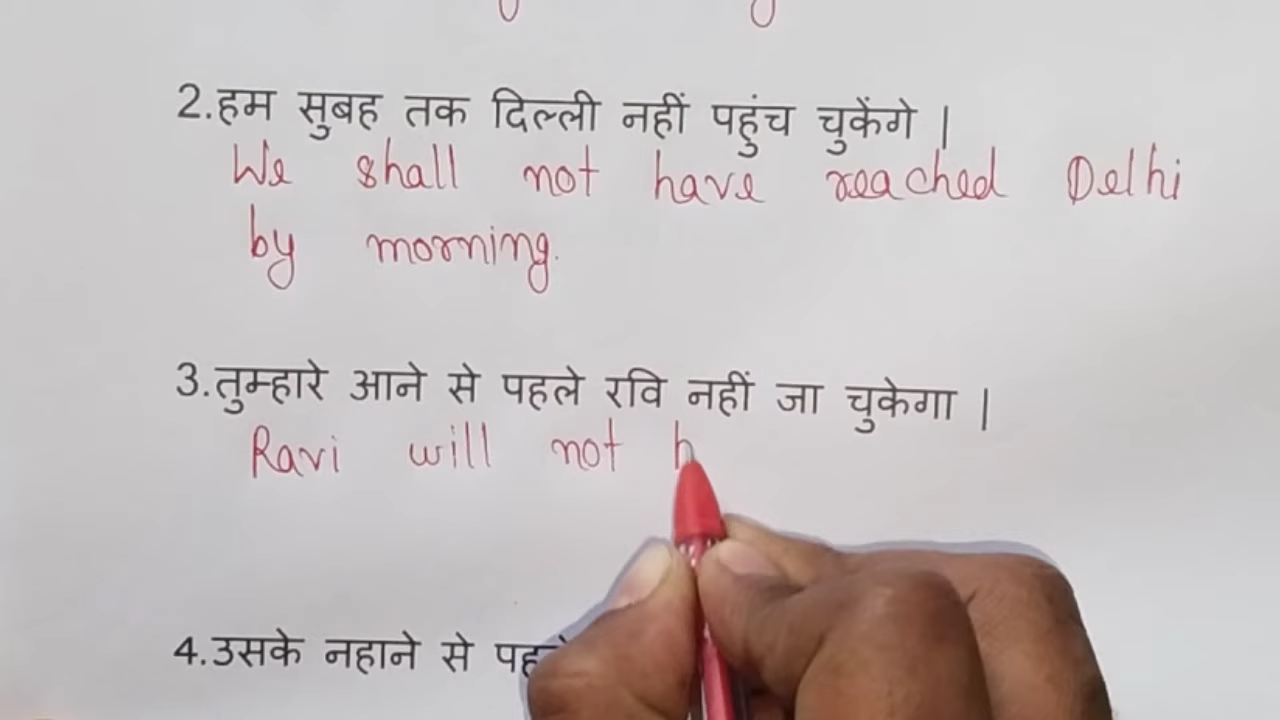 2.हम सुबह तक दिल्ली नहीं पहुंच चुकेंगे |
We shall not have reached Delhi
by morning.
3.तुम्हारे आने से पहले रवि नहीं जा चुकेगा |
Ravi will not h
4.उसके नहाने से